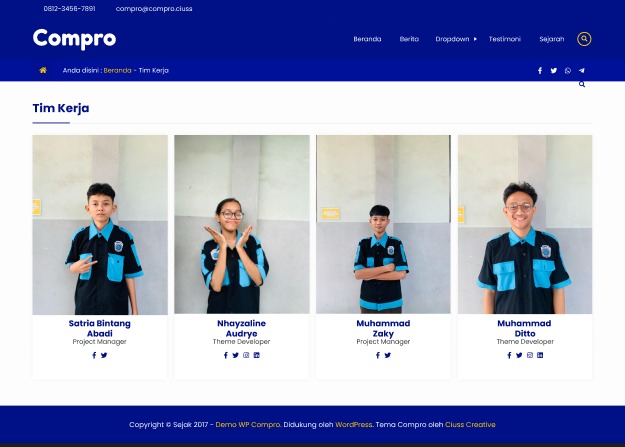 0812-3456-7891 compro@compro.ciuss
Compro
Beranda Berita Dropdown Testimoni Sejarah
Anda disini : Beranda - Tim Kerja
Tim Kerja
Satria Bintang
Abadi
Project Manager
Nhayzaline
Audrye
Theme Developer
Muhammad
Zaky
Project Manager
Muhammad
Ditto
Theme Developer
Copyright © Sejak 2017 - Demo WP Compro. Didukung oleh WordPress. Tema Compro oleh Ciuss Creative